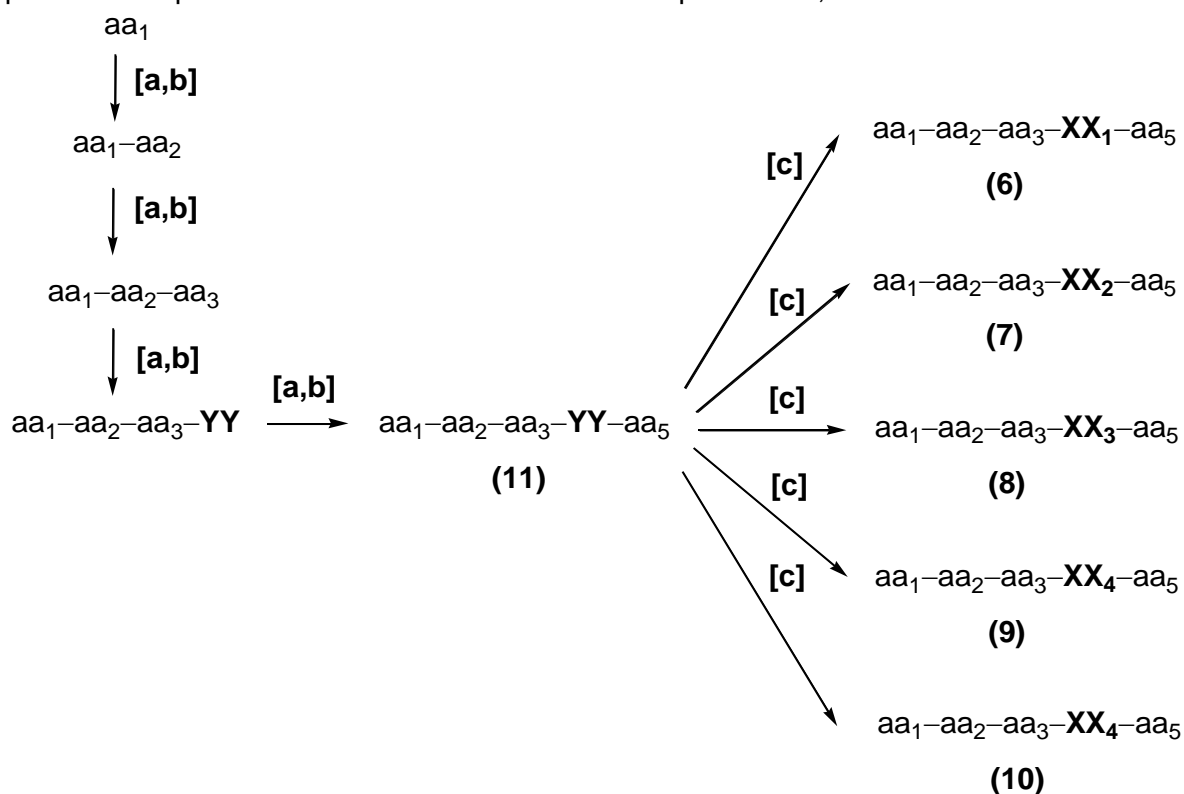 aa₁
[a,b]
aa₁–aa₂
[a,b]
aa₁–aa₂–aa₃
[a,b]
aa₁–aa₂–aa₃–YY
[a,b]
aa₁–aa₂–aa₃–YY–aa₅
(11)
[c]
aa₁–aa₂–aa₃–XX₁–aa₅
(6)
[c]
aa₁–aa₂–aa₃–XX₂–aa₅
(7)
[c]
aa₁–aa₂–aa₃–XX₃–aa₅
(8)
[c]
aa₁–aa₂–aa₃–XX₄–aa₅
(9)
[c]
aa₁–aa₂–aa₃–XX₄–aa₅
(10)